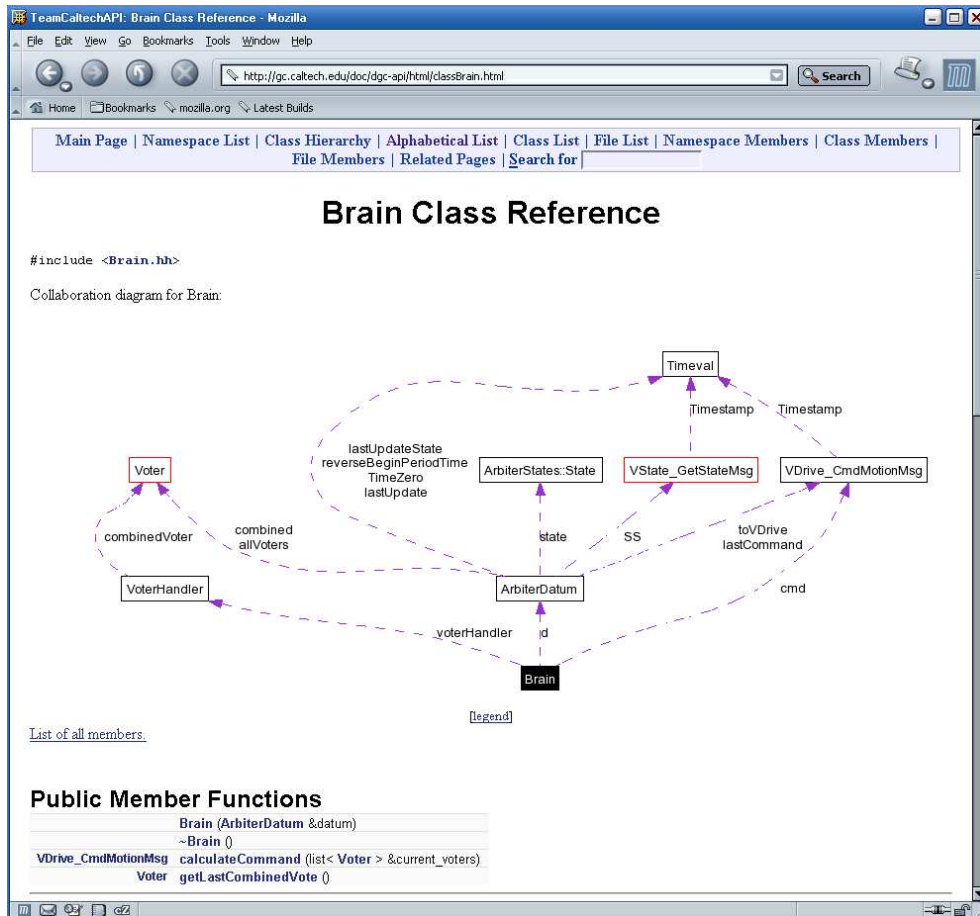 TeamCaltechAPI: Brain Class Reference - Mozilla
File Edit View Go Bookmarks Tools Window Help
http://gc.caltech.edu/doc/dgc-api/html/classBrain.html Search
Home Bookmarks mozilla.org Latest Builds
Main Page | Namespace List | Class Hierarchy | Alphabetical List | Class List | File List | Namespace Members | Class Members |
File Members | Related Pages | Search for
Brain Class Reference
#include <Brain.hh>
Collaboration diagram for Brain:
Timeval
Timestamp Timestamp
lastUpdateState
reverseBeginPeriodTime
TimeZero
lastUpdate
Voter ArbiterStates::State VState_GetStateMsg VDrive_CmdMotionMsg
combinedVoter
combined
allVoters
state SS
toVDrive
lastCommand
VoterHandler ArbiterDatum cmd
voterHandler d
Brain
[legend]
List of all members.
Public Member Functions
Brain (ArbiterDatum &datum)
~Brain ()
VDrive_CmdMotionMsg calculateCommand (list< Voter > &current_voters)
Voter getLastCombinedVote ()